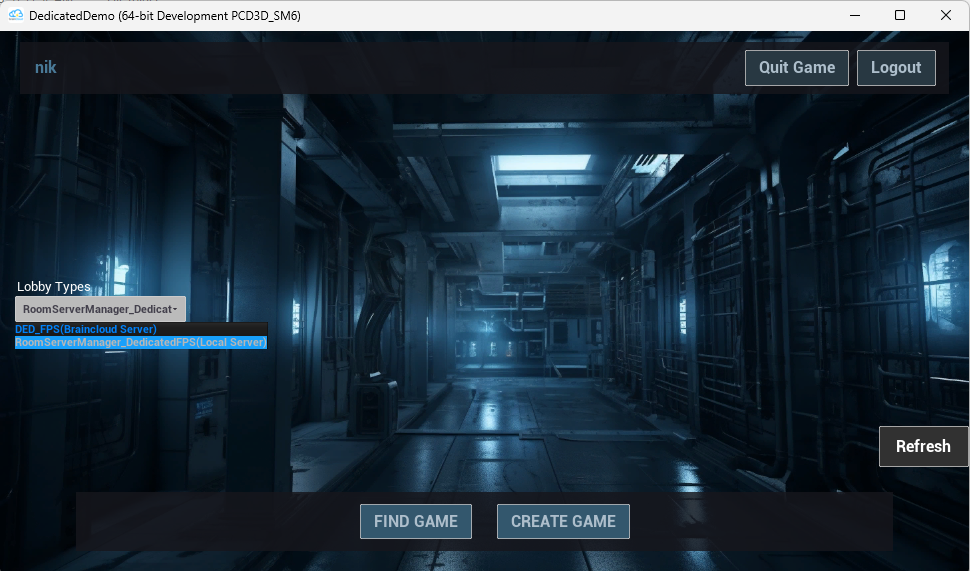 DedicatedDemo (64-bit Development PCD3D_SM6)
nik
Quit Game
Logout
Lobby Types
RoomServerManager_Dedicat
DED_FPS(Braincloud Server)
RoomServerManager_DedicatedFPS(Local Server)
Refresh
FIND GAME
CREATE GAME